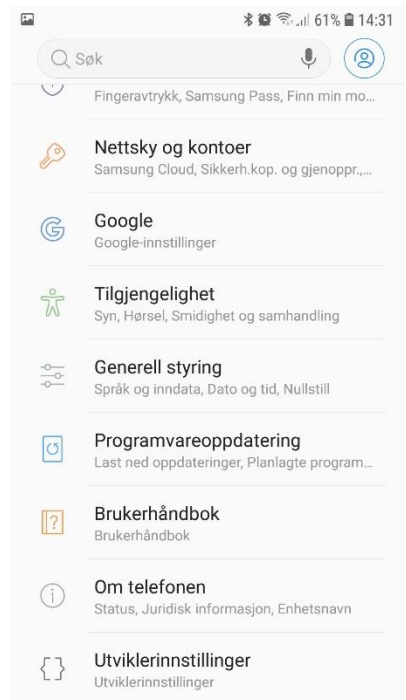 61% 14:31
Søk
Fingeravtrykk, Samsung Pass, Finn min mo...
Nettsky og kontoer
Samsung Cloud, Sikkerh.kop. og gjenoppr.,...
Google
Google-innstillinger
Tilgjengelighet
Syn, Hørsel, Smidighet og samhandling
Generell styring
Språk og inndata, Dato og tid, Nullstill
Programvareoppdatering
Last ned oppdateringer, Planlagte program...
Brukerhåndbok
Brukerhåndbok
Om telefonen
Status, Juridisk informasjon, Enhetsnavn
Utviklerinnstillinger
Utviklerinnstillinger